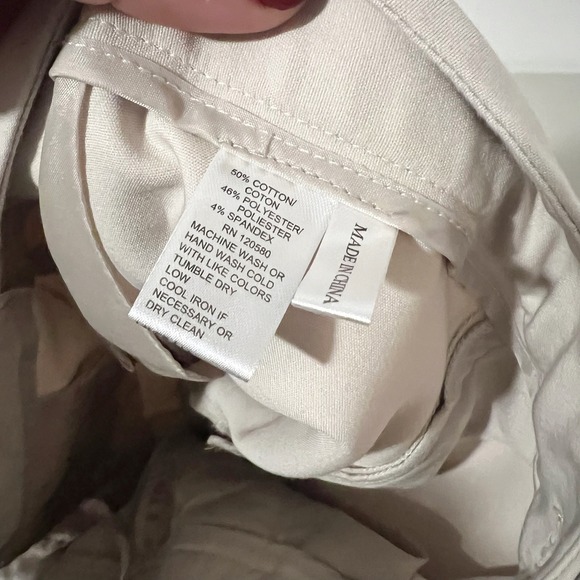 50% COTTON/
COTON
46% POLYESTER/
POLIESTER
4% SPANDEX
RN 120580
MACHINE WASH OR
HAND WASH COLD
WITH LIKE COLORS
TUMBLE DRY
LOW
COOL IRON IF
NECESSARY OR
DRY CLEAN
MADE IN CHINA